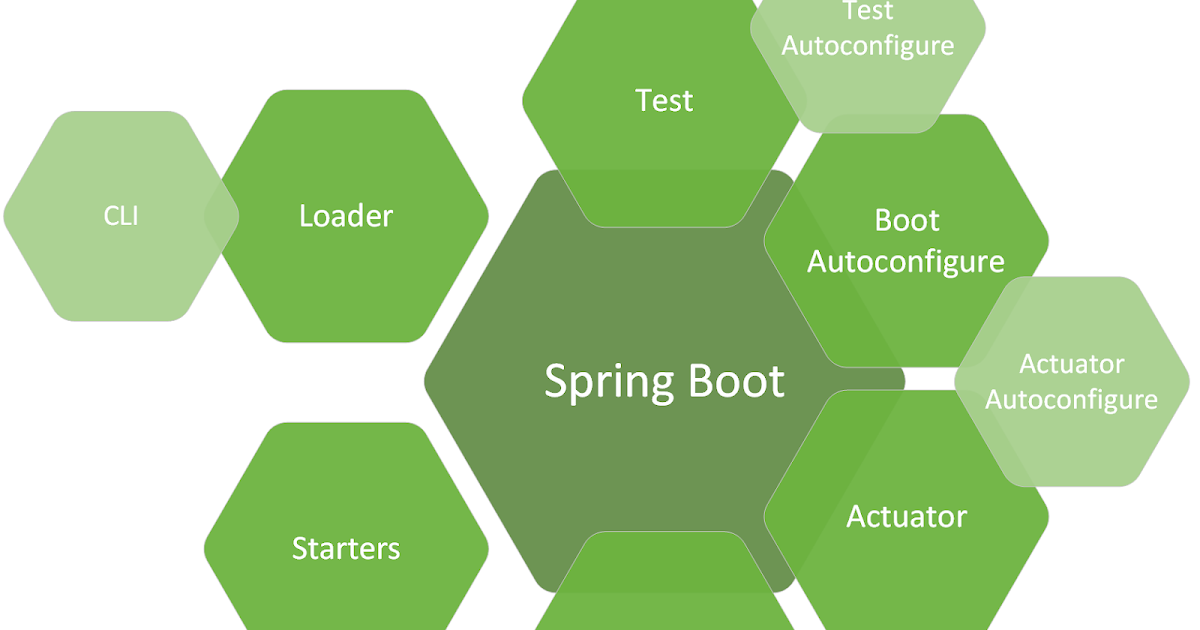 Test
Autoconfigure
Test
CLI
Loader
Boot
Autoconfigure
Spring Boot
Actuator
Autoconfigure
Actuator
Starters